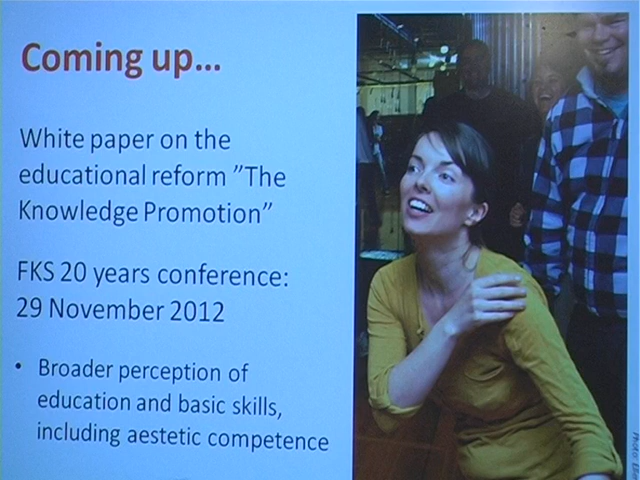 Coming up...
White paper on the
educational reform ”The
Knowledge Promotion”
FKS 20 years conference:
29 November 2012
• Broader perception of
education and basic skills,
including aestetic competence